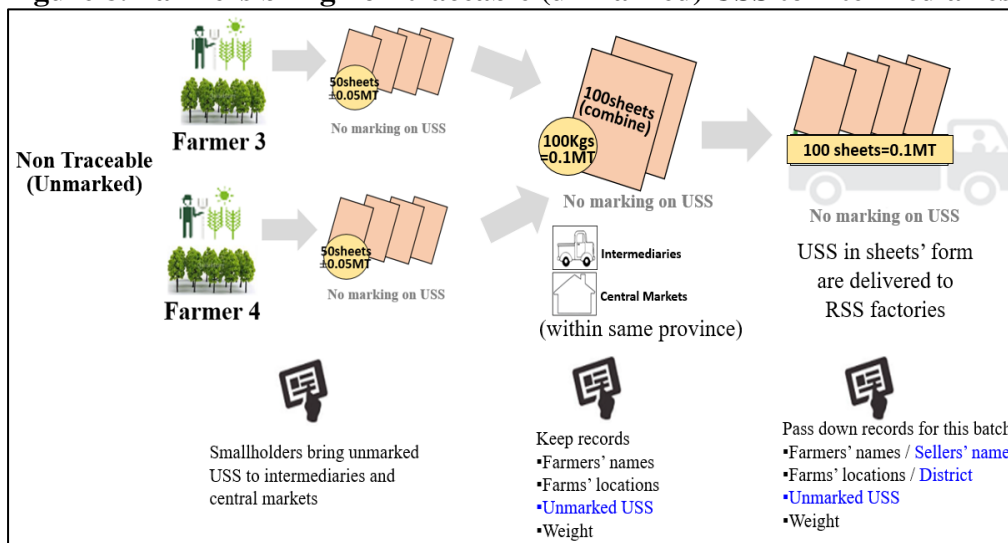 50sheets
±0.05MT
No marking on USS
Farmer 3
Non Traceable
(Unmarked)
50sheets
±0.05MT
No marking on USS
Farmer 4
100sheets
(combine)
100Kgs
=0.1MT
No marking on USS
Intermediaries
Central Markets
(within same province)
100 sheets=0.1MT
No marking on USS
USS in sheets’ form
are delivered to
RSS factories
Smallholders bring unmarked
USS to intermediaries and
central markets
Keep records
▪Farmers’ names
▪Farms’ locations
▪Unmarked USS
▪Weight
Pass down records for this batch
▪Farmers’ names / Sellers’ name
▪Farms’ locations / District
▪Unmarked USS
▪Weight